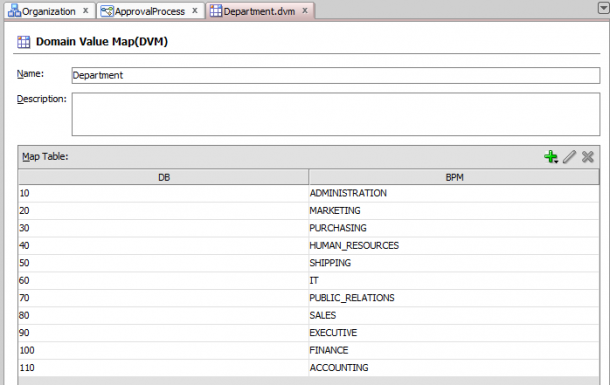 Organization x ApprovalProcess x Department.dvm x
Domain Value Map(DVM)
Name: Department
Description:
Map Table:
DB BPM
10 ADMINISTRATION
20 MARKETING
30 PURCHASING
40 HUMAN_RESOURCES
50 SHIPPING
60 IT
70 PUBLIC_RELATIONS
80 SALES
90 EXECUTIVE
100 FINANCE
110 ACCOUNTING